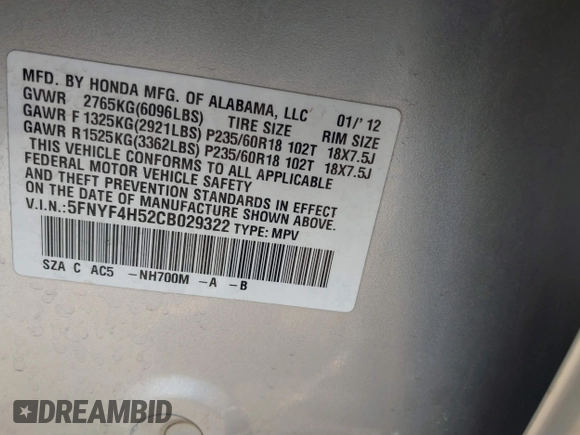 MFD. BY HONDA MFG. OF ALABAMA, LLC 01/'12
GVWR 2765KG(6096LBS) TIRE SIZE RIM SIZE
GAWR F 1325KG(2921LBS) P235/60R18 102T 18X7.5J
GAWR R1525KG(3362LBS) P235/60R18 102T 18X7.5J
THIS VEHICLE CONFORMS TO ALL APPLICABLE
FEDERAL MOTOR VEHICLE SAFETY
AND THEFT PREVENTION STANDARDS IN EFFECT
ON THE DATE OF MANUFACTURE SHOWN ABOVE.
V.I.N.:5FNYF4H52CB029322 TYPE: MPV
SZA C AC5 -NH700M -A -B
DREAMBID